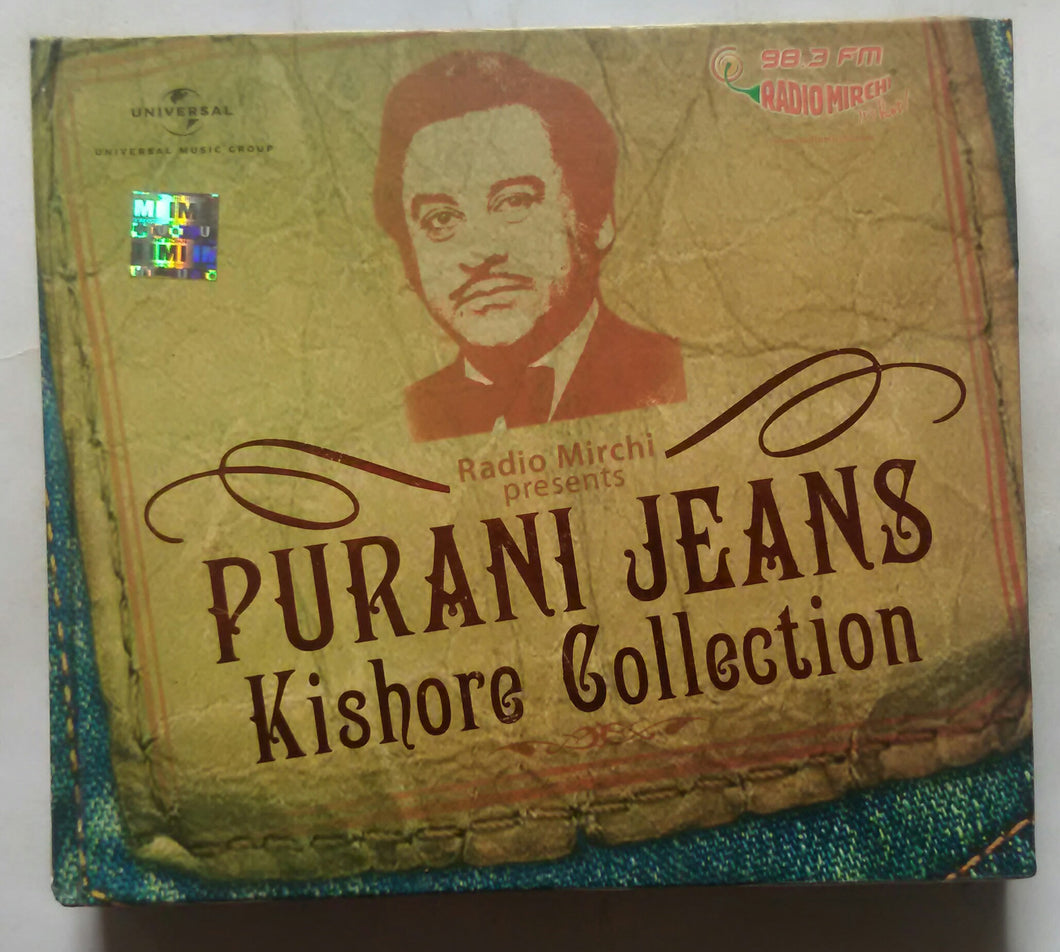 UNIVERSAL
UNIVERSAL MUSIC GROUP
98.3 FM
RADIO MIRCHI
Radio Mirchi
presents
PURANI JEANS
Kishore Collection